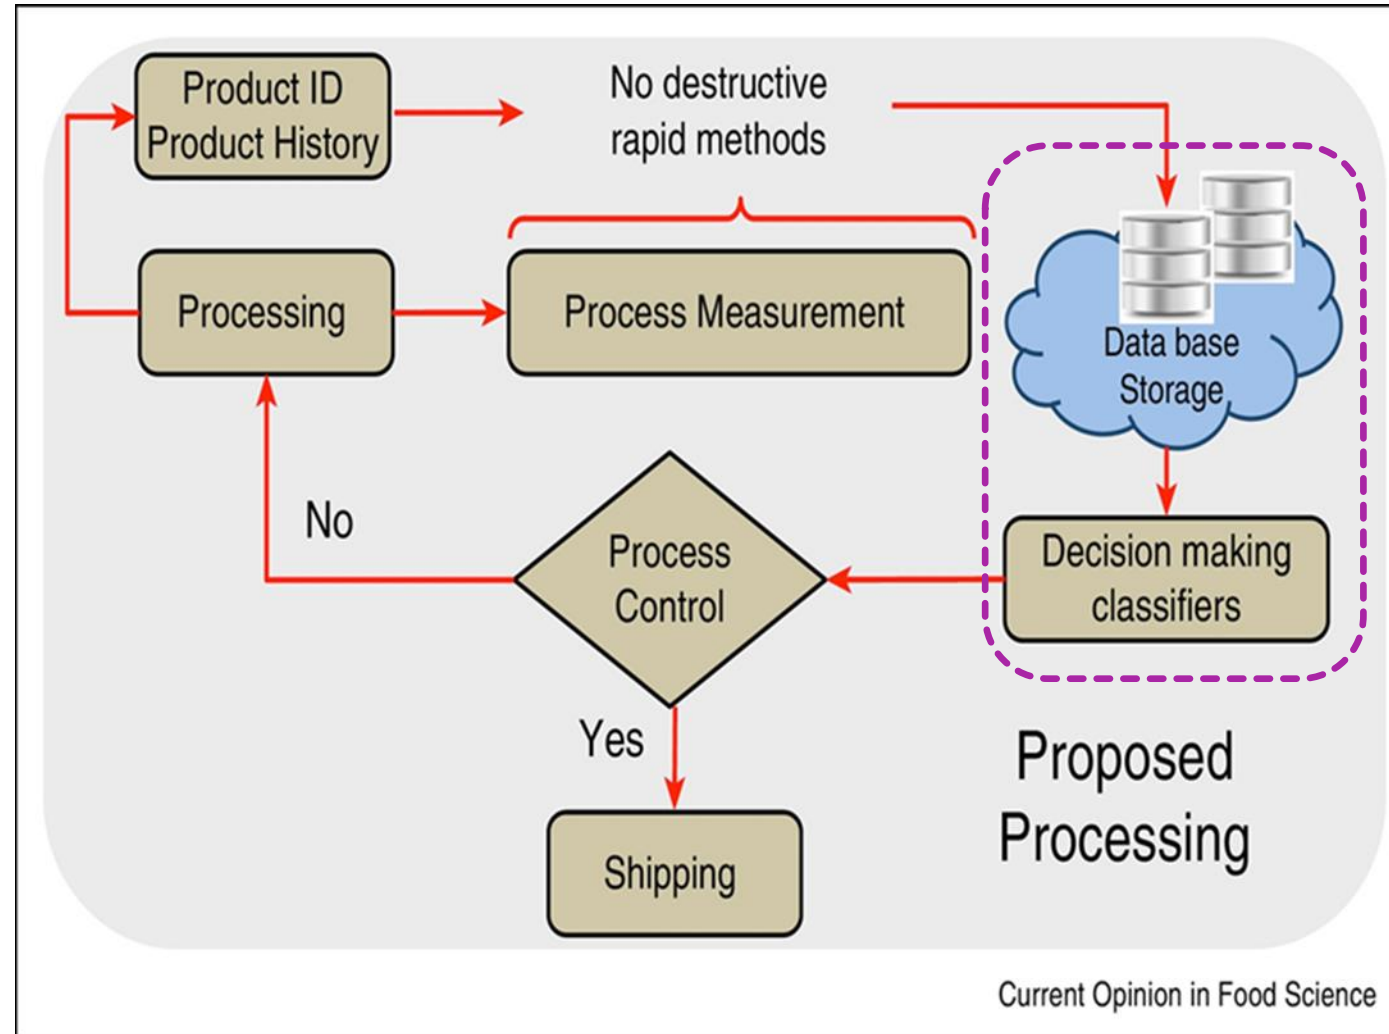 Product ID
Product History
No destructive
rapid methods
Processing
Process Measurement
Data base
Storage
No
Process
Control
Decision making
classifiers
Yes
Proposed
Processing
Shipping
Current Opinion in Food Science